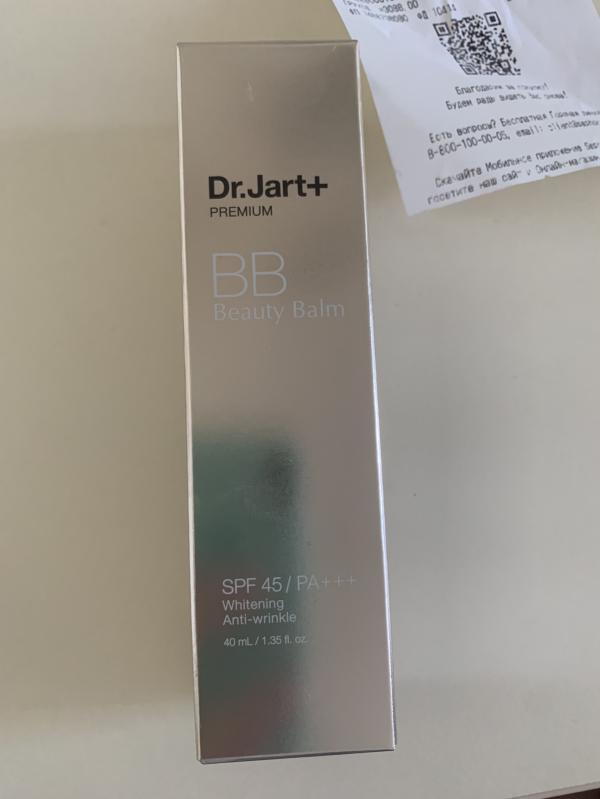 Dr.Jart+
PREMIUM
BB
Beauty Balm
SPF 45 / PA+++
Whitening
Anti-wrinkle
40 mL / 1.35 fl. oz.
=3088.00
Благодарим за покупку!
Будем рады видеть Вас снова!
Есть вопросы? Бесплатная Горячая
8-800-100-00-05, email:
Скачайте Мобильное приложение
посетите наш сайт и Онлайн-магазин